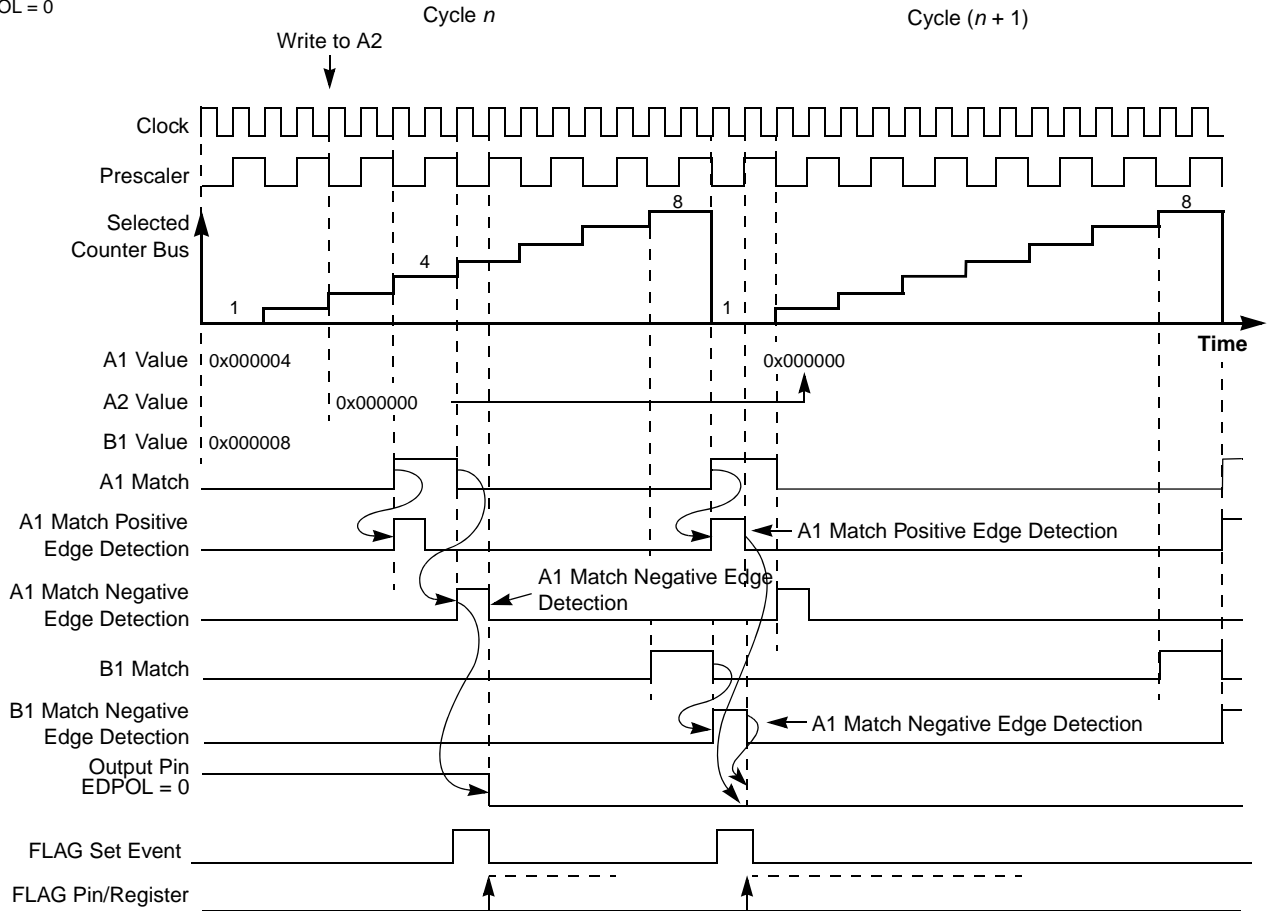 OL = 0
Cycle n
Cycle (n + 1)
Write to A2
Clock
Prescaler
8
8
Selected
Counter Bus
4
1
1
Time
A1 Value
0x000004
0x000000
A2 Value
0x000000
B1 Value
0x000008
A1 Match
A1 Match Positive
Edge Detection
A1 Match Positive Edge Detection
A1 Match Negative
Edge Detection
A1 Match Negative Edge
Detection
B1 Match
B1 Match Negative
Edge Detection
A1 Match Negative Edge Detection
Output Pin
EDPOL = 0
FLAG Set Event
FLAG Pin/Register